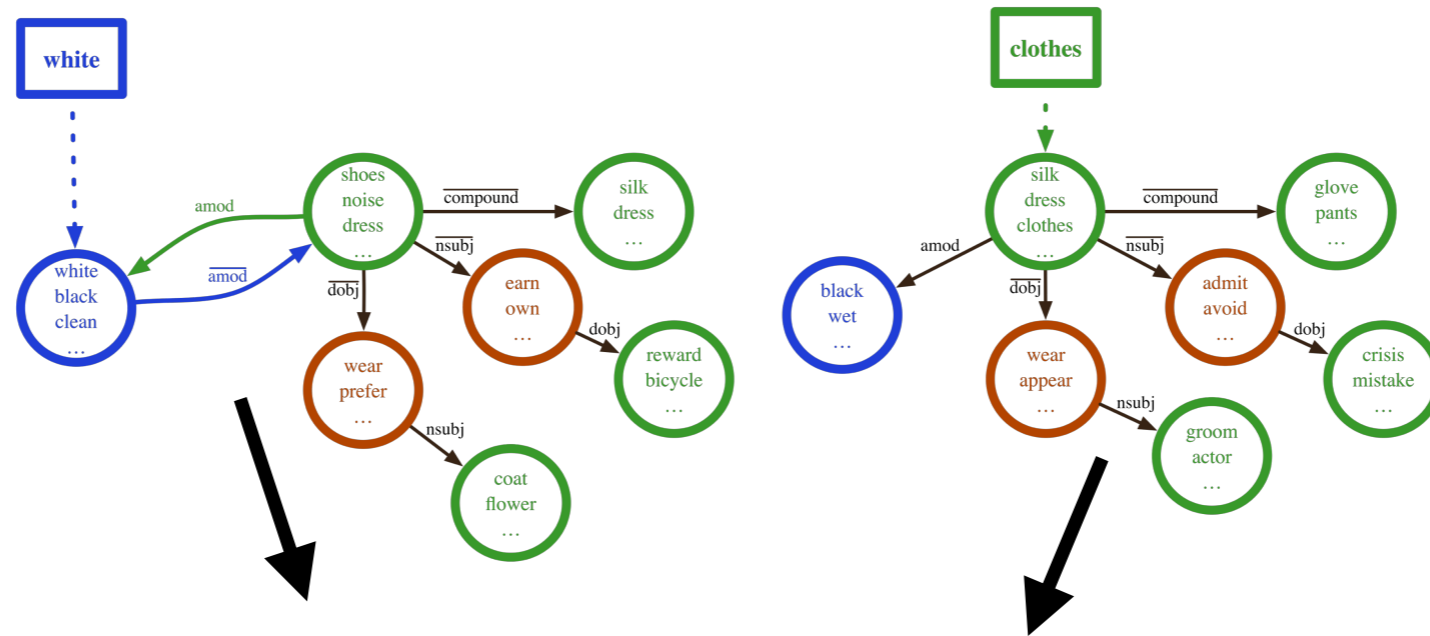 white
clothes
shoes
noise
dress
...
silk
dress
...
compound
amod
amod
nsubj
dobj
white
black
clean
...
earn
own
...
dobj
reward
bicycle
...
wear
prefer
...
nsubj
coat
flower
...
silk
dress
clothes
...
compound
glove
pants
...
amod
nsubj
dobj
black
wet
...
admit
avoid
...
dobj
crisis
mistake
...
wear
appear
...
nsubj
groom
actor
...